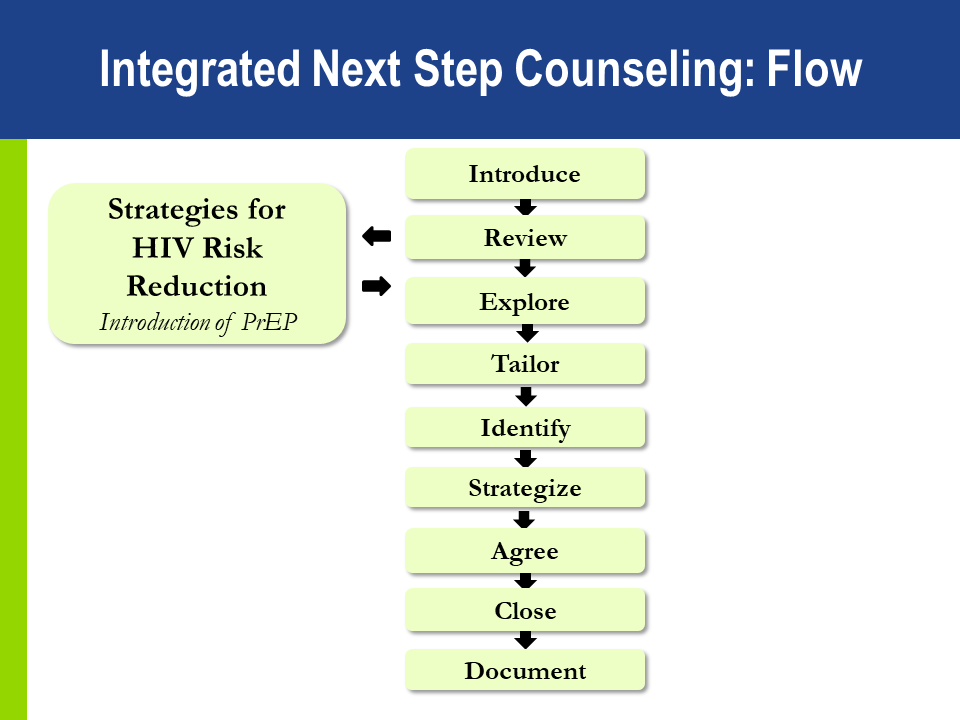 Integrated Next Step Counseling: Flow
Strategies for
HIV Risk
Reduction
Introduction of PrEP
Introduce
Review
Explore
Tailor
Identify
Strategize
Agree
Close
Document